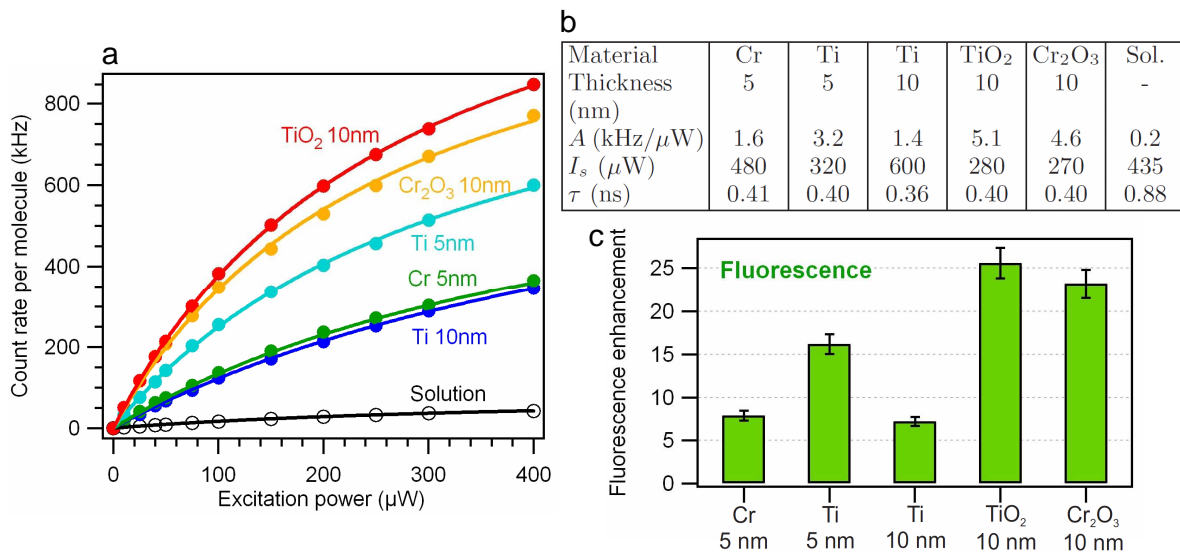 a
Count rate per molecule (kHz)
800
600
400
200
0
TiO₂ 10nm
Cr₂O₃ 10nm
Ti 5nm
Cr 5nm
Ti 10nm
Solution
0 100 200 300 400
Excitation power (µW)
b
Material Cr Ti Ti TiO₂ Cr₂O₃ Sol.
Thickness 5 5 10 10 10 -
(nm)
A (kHz/μW) 1.6 3.2 1.4 5.1 4.6 0.2
Iₛ (μW) 480 320 600 280 270 435
τ (ns) 0.41 0.40 0.36 0.40 0.40 0.88
c
Fluorescence enhancement
25
20
15
10
5
0
Fluorescence
Cr Ti Ti TiO₂ Cr₂O₃
5 nm 5 nm 10 nm 10 nm 10 nm